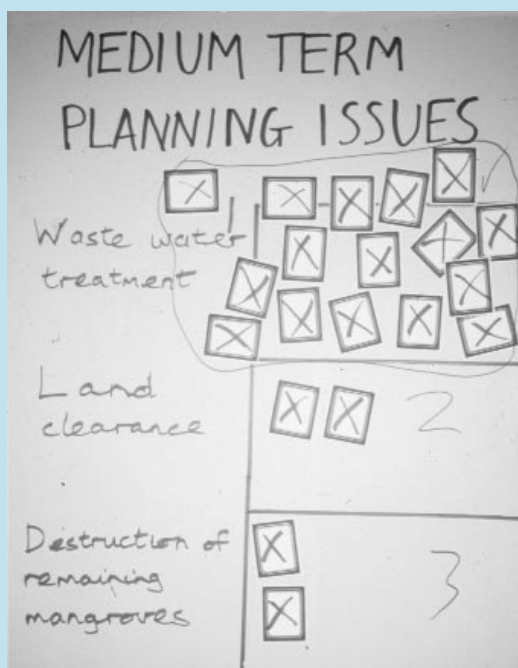 MEDIUM TERM
PLANNING ISSUES
Waste water
treatment
Land
clearance
2
Destruction of
remaining
mangroves
3